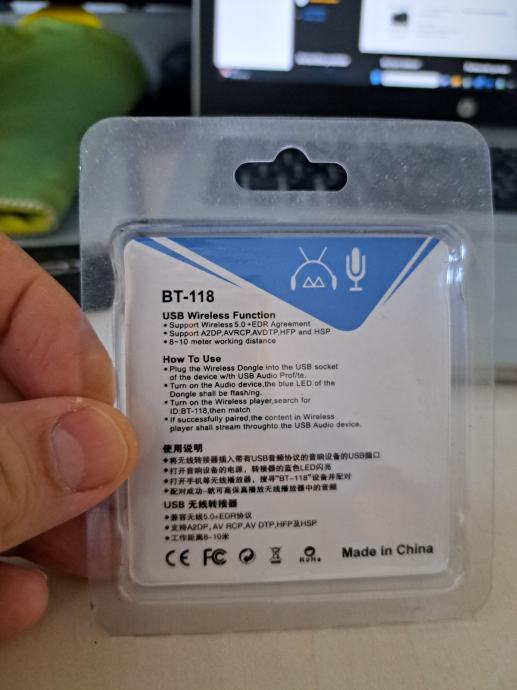 BT-118
USB Wireless Function
• Support Wireless 5.0+EDR Agreement
• Support A2DP,AVRCP,AVDTP,HFP and HSP
• 8~10 meter working distance
How To Use
• Plug the Wireless Dongle into the USB socket
of the device w/th USB Audio Prof/te.
• Turn on the Audio device,the blue LED of the
Dongle shall be flash/ng.
• Turn on the Wireless player,search for
ID:BT-118,then match
• If successfully paired,the content in Wireless
player shall stream throughto the USB Audio device.
使用说明
• 将无线转接器插入带有USB音频协议的音响设备的USB插口
• 打开音响设备的电源，转接器的蓝色LED闪亮
• 打开手机等无线播放器，搜寻“BT-118”设备并配对
• 配对成功一就可高保真播放无线播放器中的音频
USB 无线转接器
• 兼容无线5.0+EDR协议
• 支持A2DP, AV RCP,AV DTP,HFP及HSP
• 工作距离8-10米
CE FC RoHs Made in China